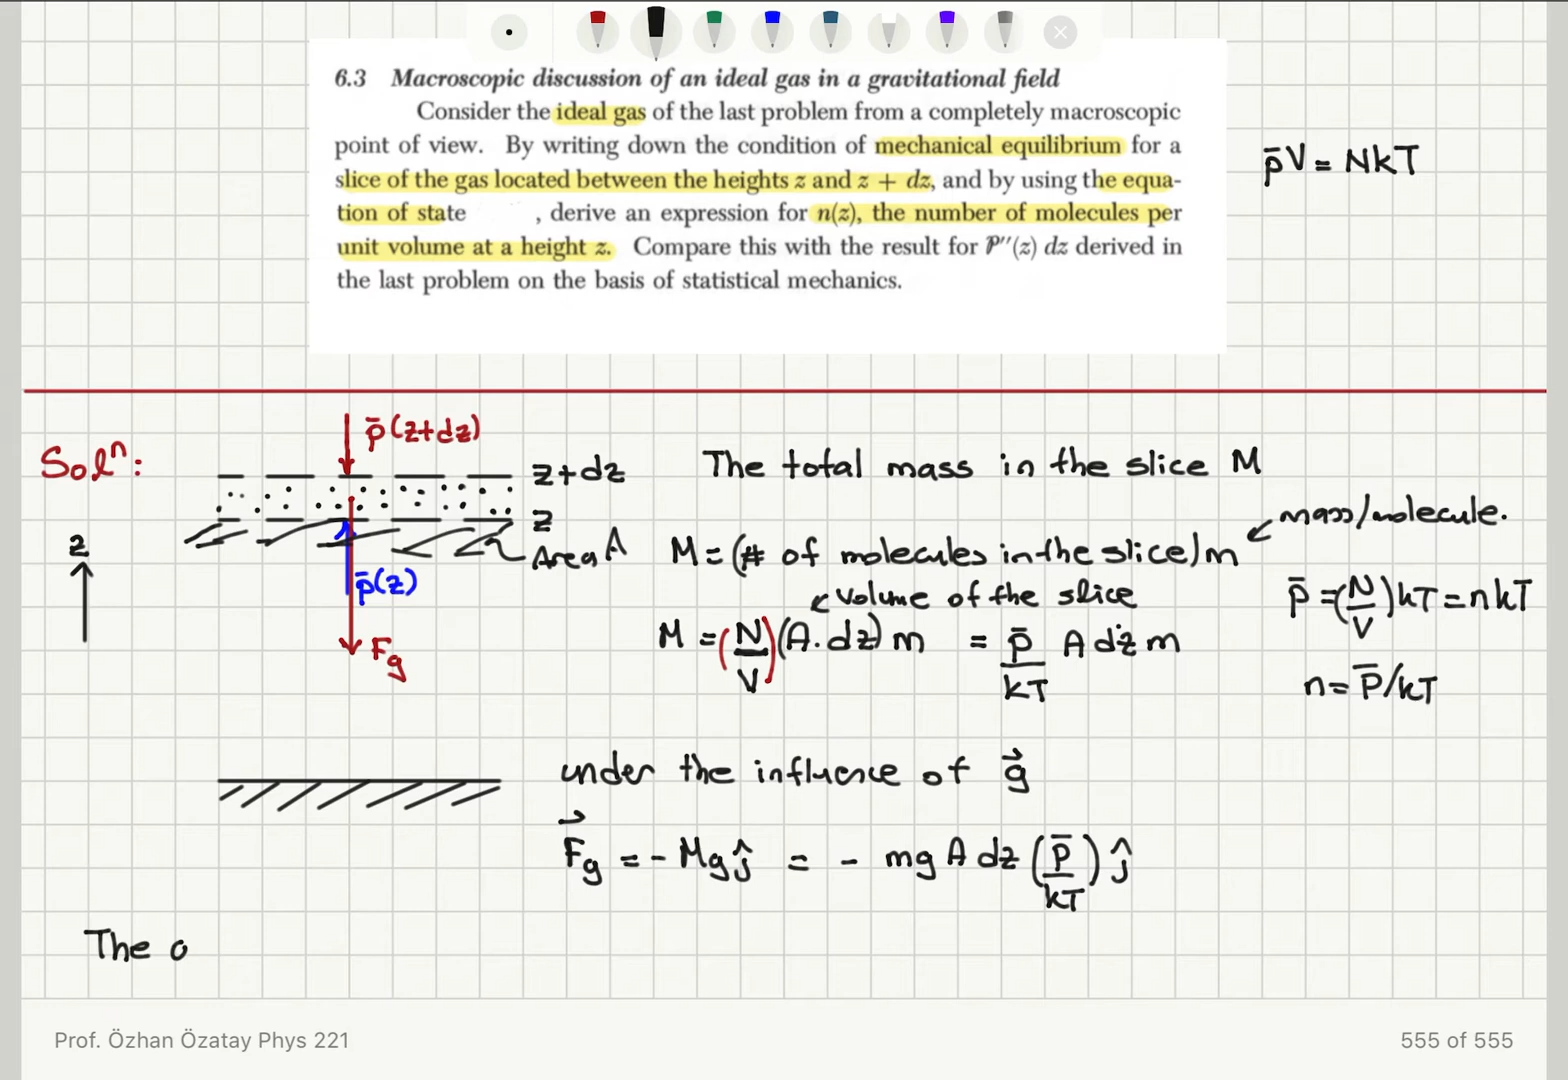 6.3 Macroscopic discussion of an ideal gas in a gravitational field
Consider the ideal gas of the last problem from a completely macroscopic
point of view. By writing down the condition of mechanical equilibrium for a
slice of the gas located between the heights z and z + dz, and by using the equa-
tion of state , derive an expression for n(z), the number of molecules per
unit volume at a height z. Compare this with the result for P''(z) dz derived in
the last problem on the basis of statistical mechanics.
p̄V = NkT
Solⁿ:
p̄(z+dz)
z+dz
z
Area A
z
p̄(z)
Fg
The total mass in the slice M
mass/molecule.
M = (# of molecules in the slice) m
volume of the slice
M = (N/V)(A.dz) m = p̄/kT A dz m
p̄ = (N/V)kT = nkT
n = p̄/kT
under the influence of g⃗
F⃗g = - Mg ĵ = - mg A dz (p̄/kT) ĵ
The o
Prof. Özhan Özatay Phys 221
555 of 555